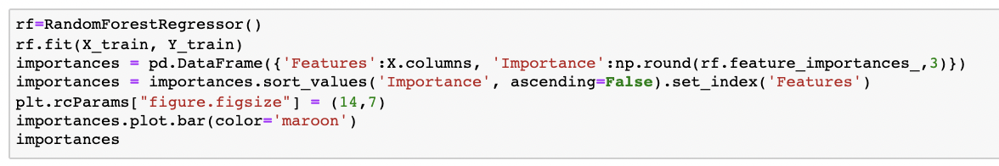 rf=RandomForestRegressor()
rf.fit(X_train, Y_train)
importances = pd.DataFrame({'Features':X.columns, 'Importance':np.round(rf.feature_importances_,3)})
importances = importances.sort_values('Importance', ascending=False).set_index('Features')
plt.rcParams["figure.figsize"] = (14,7)
importances.plot.bar(color='maroon')
importances